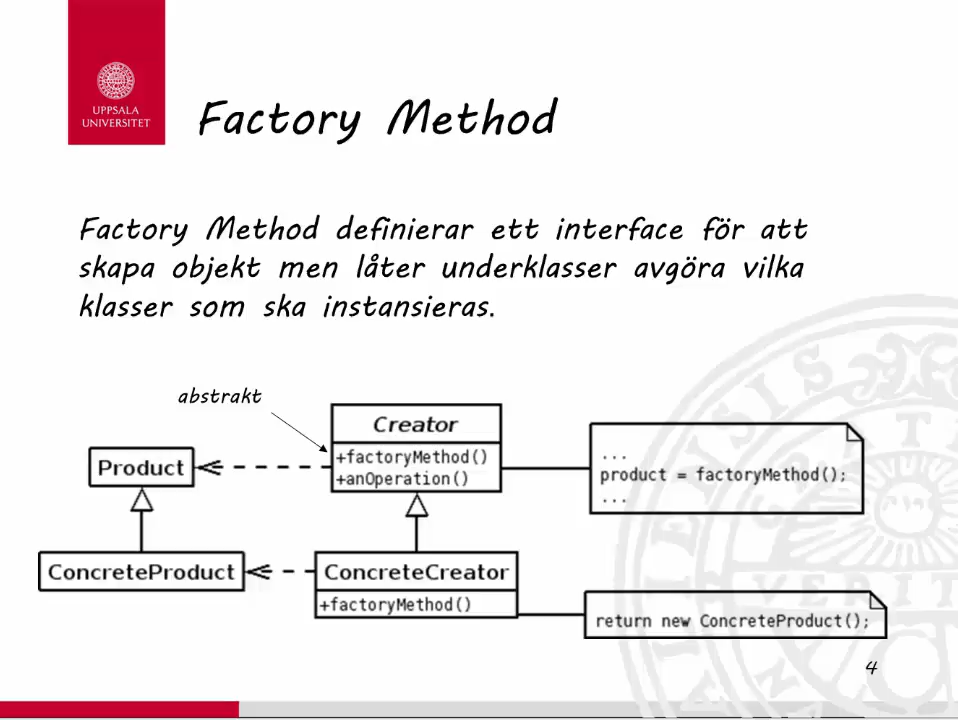 UPPSALA
UNIVERSITET
Factory Method
Factory Method definierar ett interface för att
skapa objekt men låter underklasser avgöra vilka
klasser som ska instansieras.
abstrakt
Creator
+factoryMethod()
+anOperation()
...
product = factoryMethod();
...
Product
ConcreteProduct
ConcreteCreator
+factoryMethod()
return new ConcreteProduct();
4